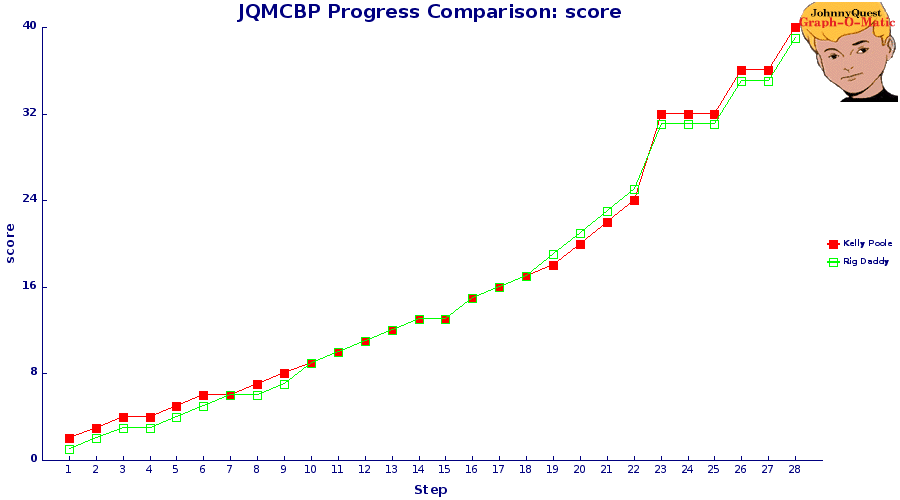 JQMCBP Progress Comparison: score
JohnnyQuest
Graph-O-Matic
40
32
24
16
8
0
score
Kelly Poole
Rig Daddy
1 2 3 4 5 6 7 8 9 10 11 12 13 14 15 16 17 18 19 20 21 22 23 24 25 26 27 28
Step